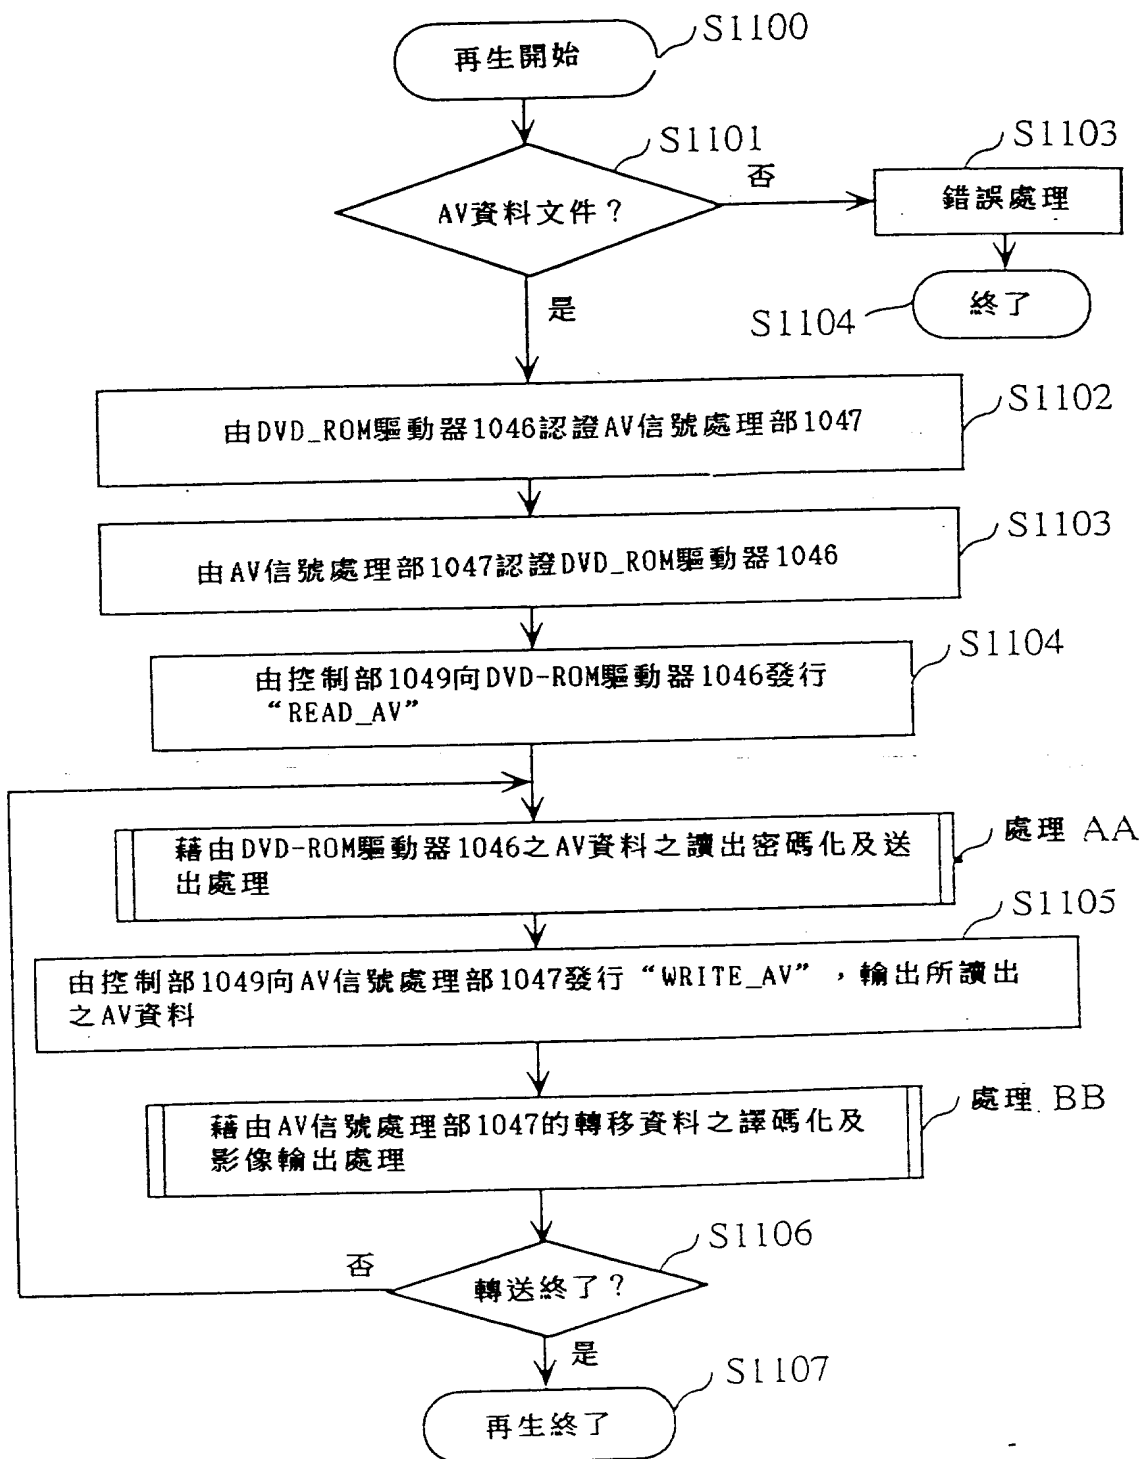 S1100
再生開始
S1101
AV資料文件？
否
S1103
錯誤處理
是
S1104
終了
S1102
由DVD_ROM驅動器1046認證AV信號處理部1047
S1103
由AV信號處理部1047認證DVD_ROM驅動器1046
S1104
由控制部1049向DVD-ROM驅動器1046發行
“READ_AV”
藉由DVD-ROM驅動器1046之AV資料之讀出密碼化及送
出處理
處理 AA
S1105
由控制部1049向AV信號處理部1047發行“WRITE_AV”，輸出所讀出
之AV資料
藉由AV信號處理部1047的轉移資料之譯碼化及
影像輸出處理
處理 BB
S1106
否
轉送終了？
是
S1107
再生終了